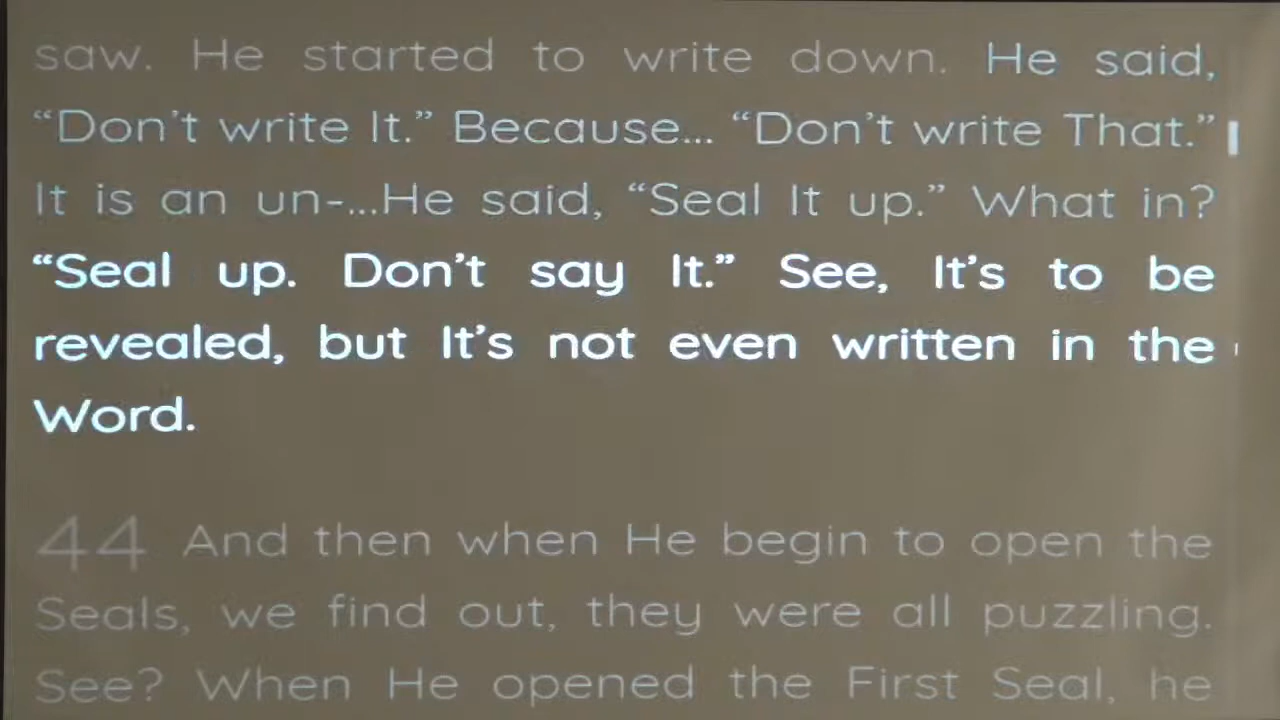 saw. He started to write down. He said,
“Don’t write It.” Because... “Don’t write That.”
It is an un-...He said, “Seal It up.” What in?
“Seal up. Don’t say It.” See, It’s to be
revealed, but It’s not even written in the
Word.
44 And then when He begin to open the
Seals, we find out, they were all puzzling.
See? When He opened the First Seal, he